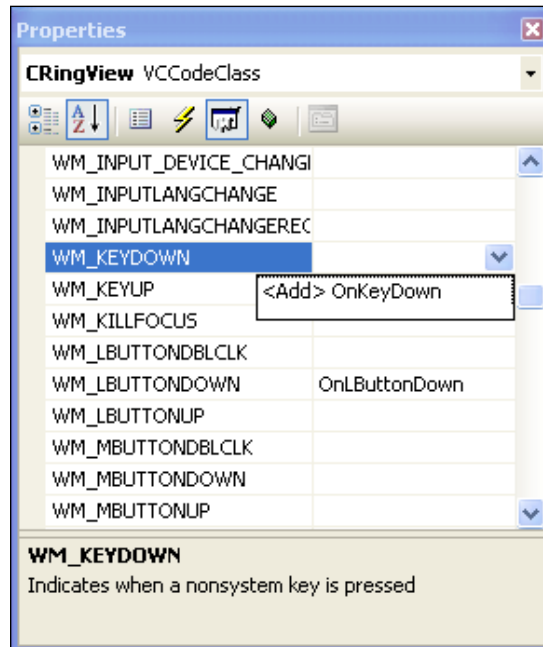 Properties
CRingView VCCodeClass
WM_INPUT_DEVICE_CHANGI
WM_INPUTLANGCHANGE
WM_INPUTLANGCHANGEREC
WM_KEYDOWN
WM_KEYUP
<Add> OnKeyDown
WM_KILLFOCUS
WM_LBUTTONDBLCLK
WM_LBUTTONDOWN OnLButtonDown
WM_LBUTTONUP
WM_MBUTTONDBLCLK
WM_MBUTTONDOWN
WM_MBUTTONUP
WM_KEYDOWN
Indicates when a nonsystem key is pressed